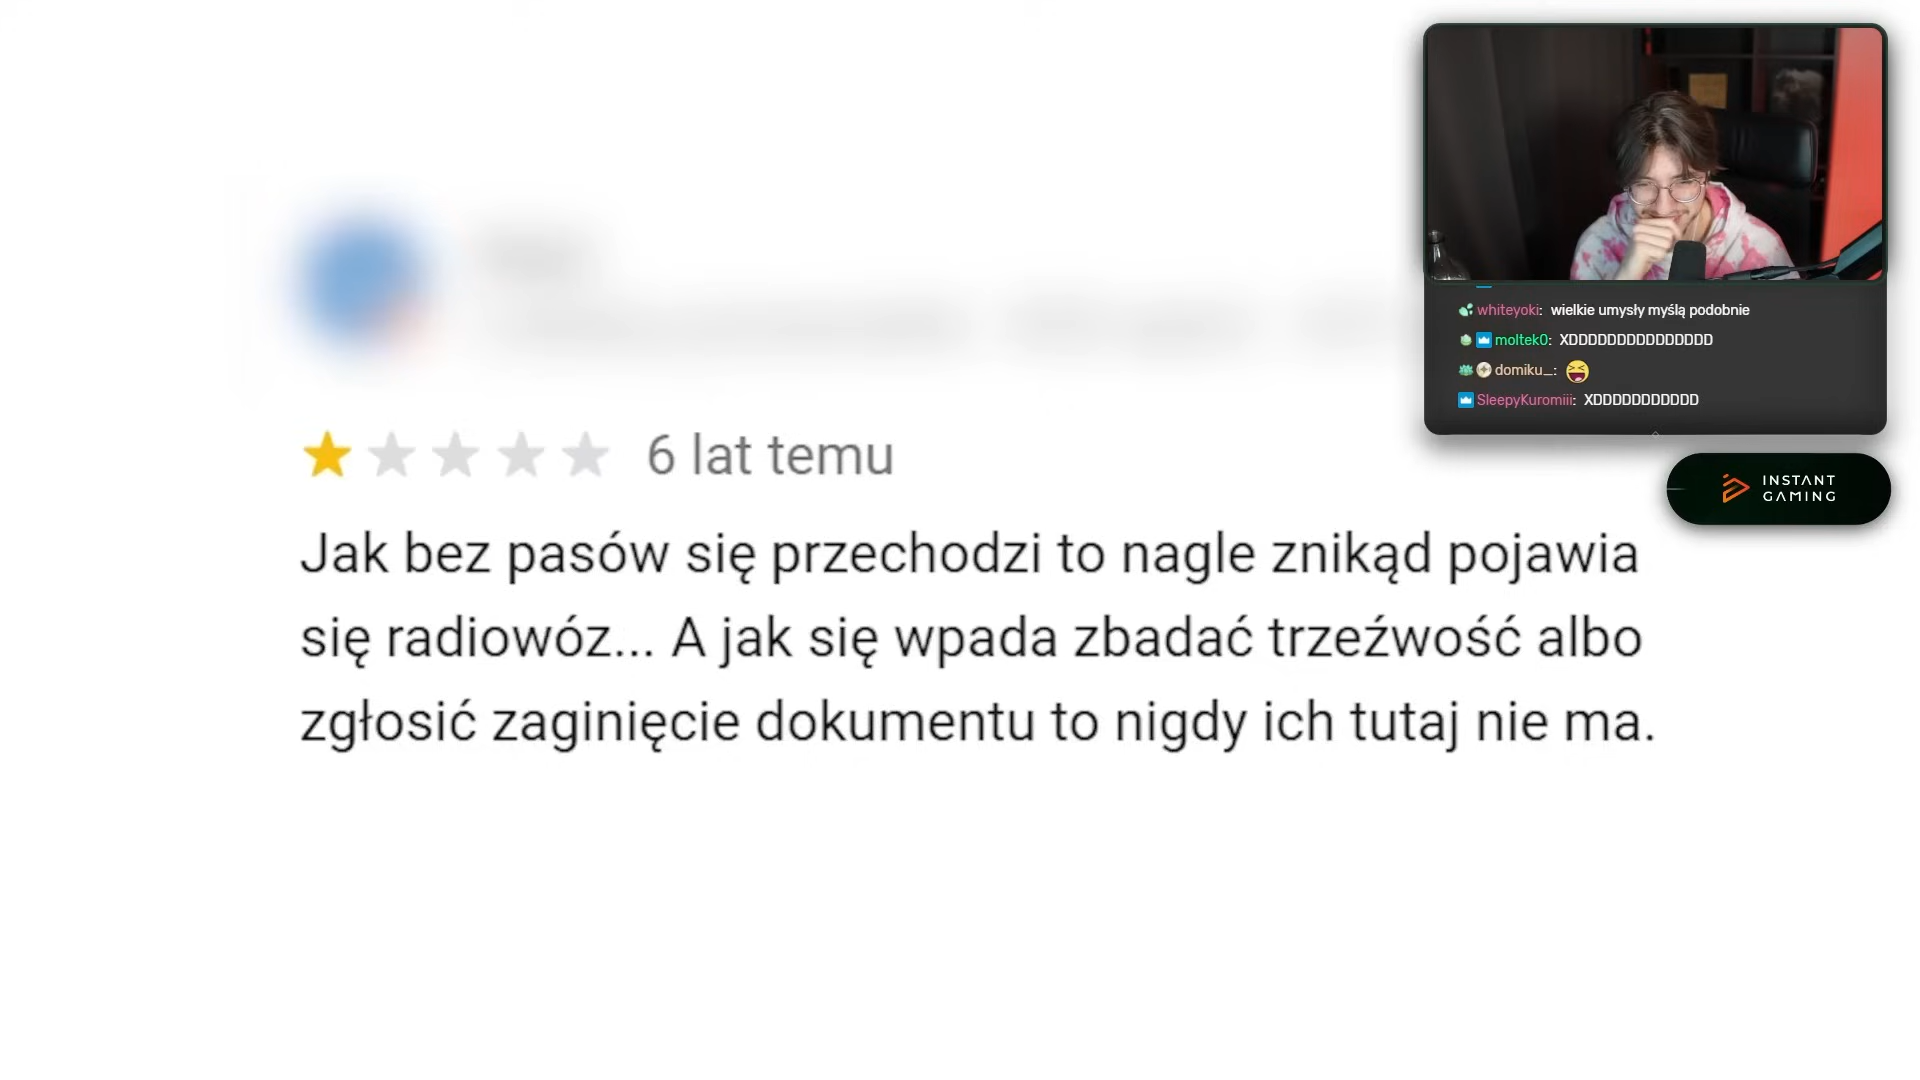 6 lat temu
Jak bez pasów się przechodzi to nagle znikąd pojawia
się radiowóz... A jak się wpada zbadać trzeźwość albo
zgłosić zaginięcie dokumentu to nigdy ich tutaj nie ma.
whiteyoki: wielkie umysły myślą podobnie
moltek0: XDDDDDDDDDDDDDDDD
domiku_:
SleepyKuromiii: XDDDDDDDDDDD
INSTANT
GAMING